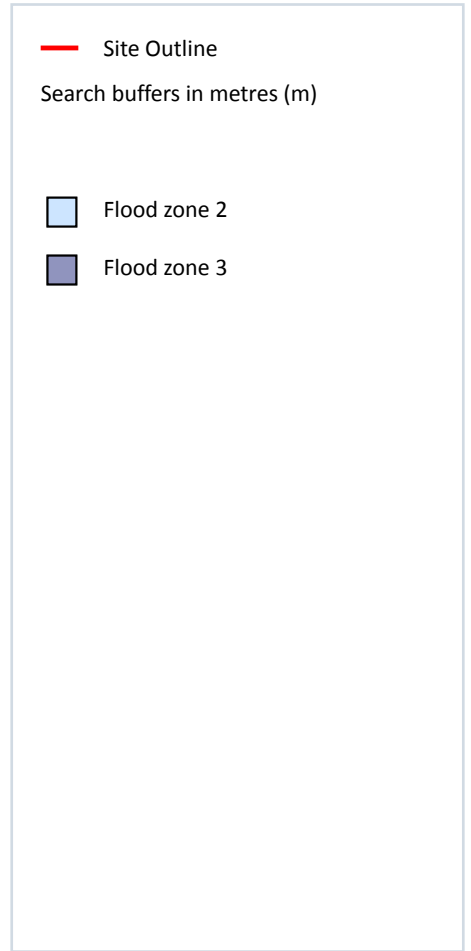 Site Outline
Search buffers in metres (m)
Flood zone 2
Flood zone 3